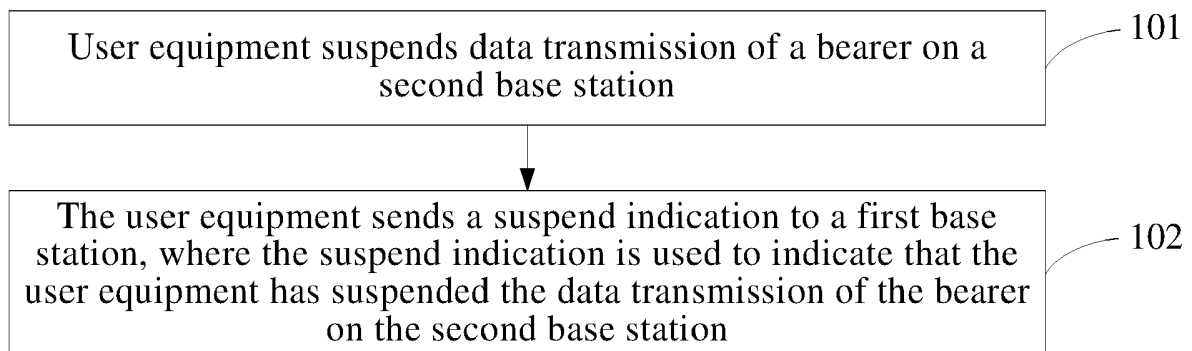 User equipment suspends data transmission of a bearer on a
second base station
101
The user equipment sends a suspend indication to a first base
station, where the suspend indication is used to indicate that the
user equipment has suspended the data transmission of the bearer
on the second base station
102